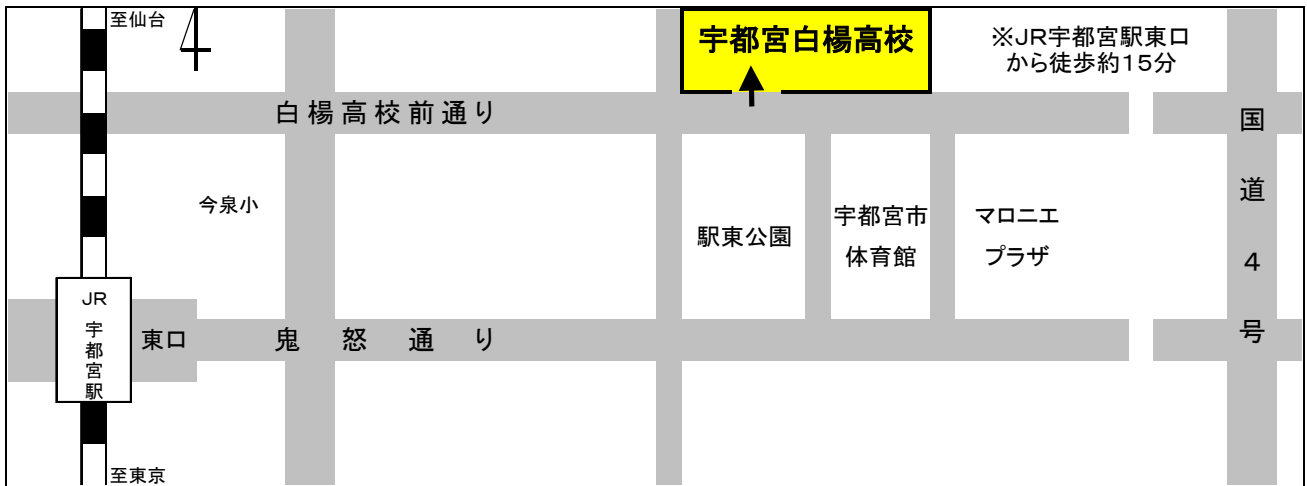 至仙台
宇都宮白楊高校
※JR宇都宮駅東口
から徒歩約15分
白楊高校前通り
国道4号
今泉小
駅東公園
宇都宮市
体育館
マロニエ
プラザ
JR
宇都宮駅
東口
鬼怒通り
至東京